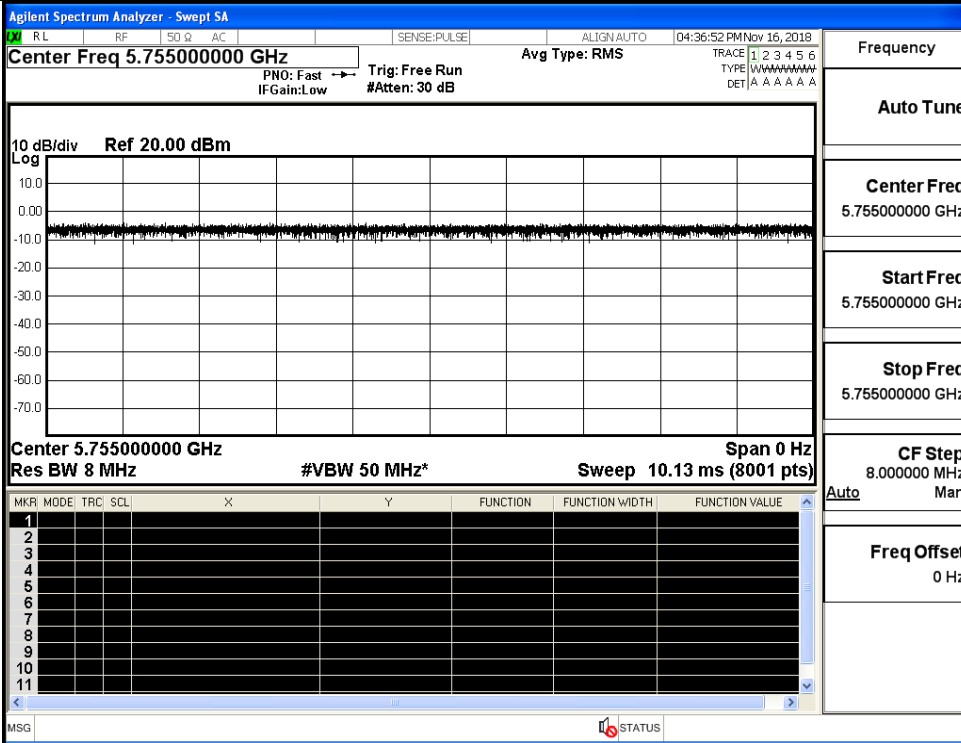 Agilent Spectrum Analyzer - Swept SA
LXI RL RF 50 Ω AC SENSE:PULSE ALIGN AUTO 04:36:52 PM Nov 16, 2018
Center Freq 5.755000000 GHz
PNO: Fast
IFGain:Low
Trig: Free Run
#Atten: 30 dB
Avg Type: RMS
TRACE 1 2 3 4 5 6
TYPE WWWWWW
DET A A A A A A
10 dB/div Ref 20.00 dBm
Log
10.0
0.00
-10.0
-20.0
-30.0
-40.0
-50.0
-60.0
-70.0
Center 5.755000000 GHz Span 0 Hz
Res BW 8 MHz #VBW 50 MHz* Sweep 10.13 ms (8001 pts)
MKR MODE TRC SCL X Y FUNCTION FUNCTION WIDTH FUNCTION VALUE
1
2
3
4
5
6
7
8
9
10
11
MSG STATUS
Frequency
Auto Tune
Center Freq
5.755000000 GHz
Start Freq
5.755000000 GHz
Stop Freq
5.755000000 GHz
CF Step
8.000000 MHz
Auto Man
Freq Offset
0 Hz